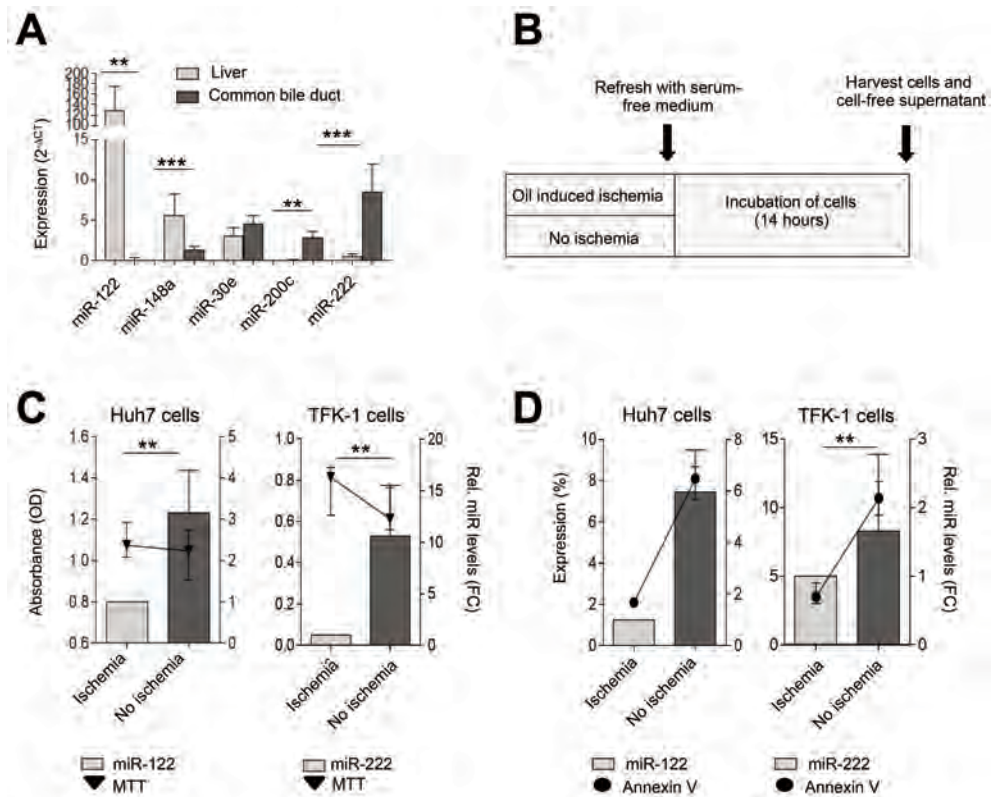 A
**
Liver
Common bile duct
***
**
***
Expression (2-ΔCT)
200
180
160
140
120
100
15
10
5
0
miR-122
miR-148a
miR-30e
miR-200c
miR-222
B
Refresh with serum-
free medium
Harvest cells and
cell-free supernatant
Oil induced ischemia
No ischemia
Incubation of cells
(14 hours)
C
Huh7 cells
**
Absorbance (OD)
1.6
1.4
1.2
1.0
0.8
0.6
5
4
3
2
1
0
Ischemia
No ischemia
miR-122
MTT
TFK-1 cells
**
1.0
0.8
0.6
0.4
0.2
0.0
20
15
10
5
0
Rel. miR levels (FC)
Ischemia
No ischemia
miR-222
MTT
D
Huh7 cells
Expression (%)
10
8
6
4
2
0
8
6
4
2
0
Ischemia
No ischemia
miR-122
Annexin V
TFK-1 cells
**
15
10
5
0
3
2
1
0
Rel. miR levels (FC)
Ischemia
No ischemia
miR-222
Annexin V